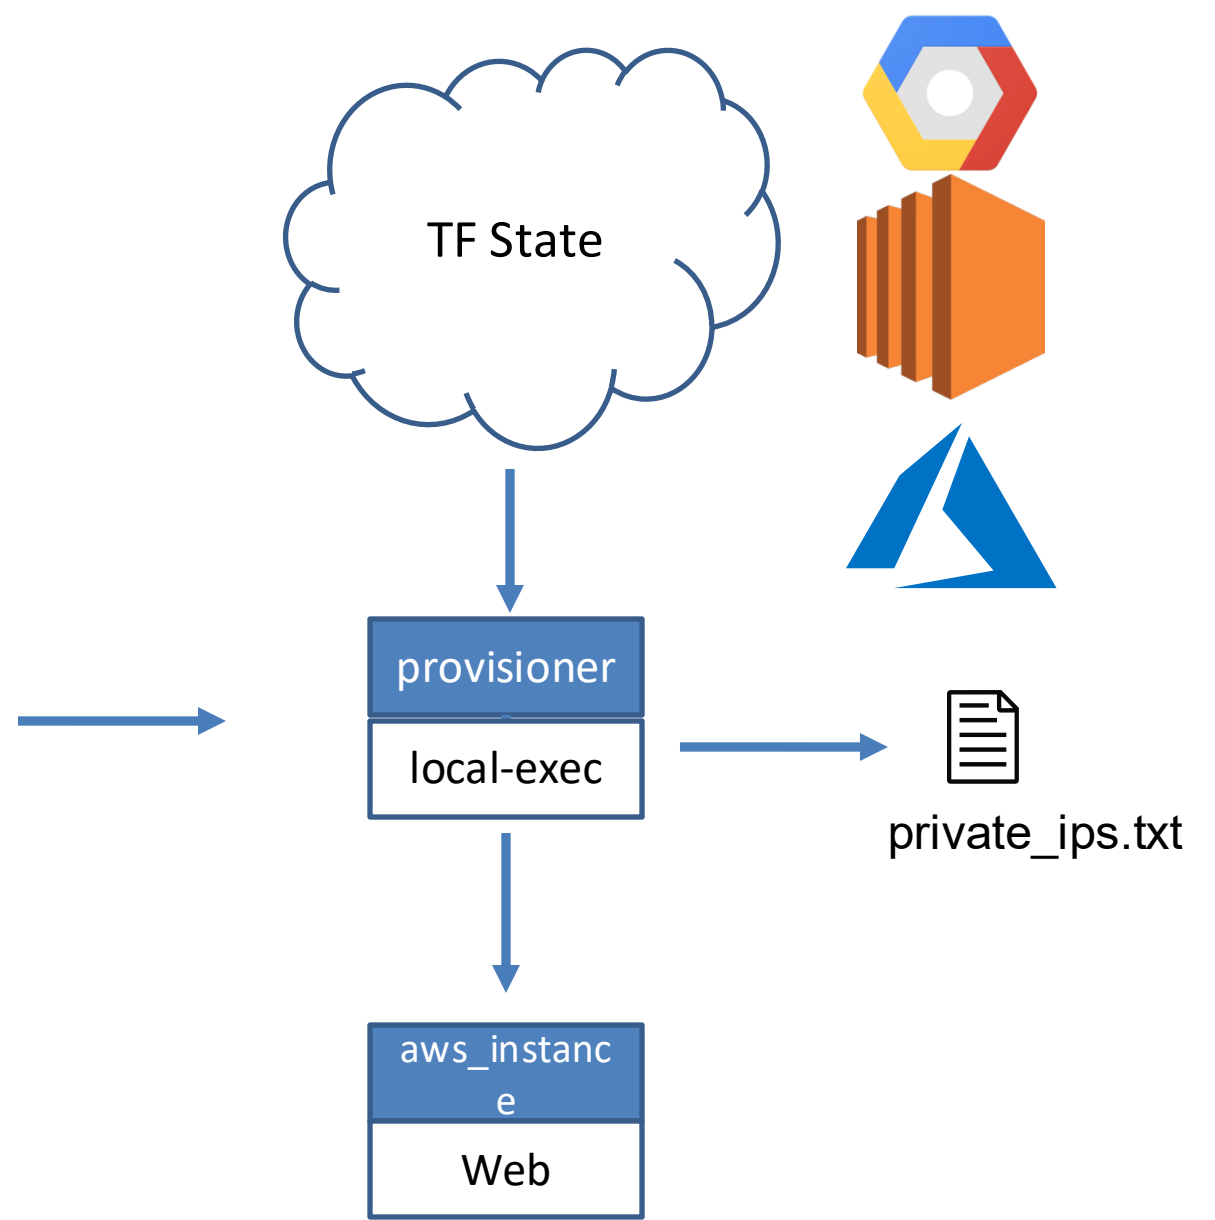 TF State
provisioner
local-exec
private_ips.txt
aws_instanc
e
Web